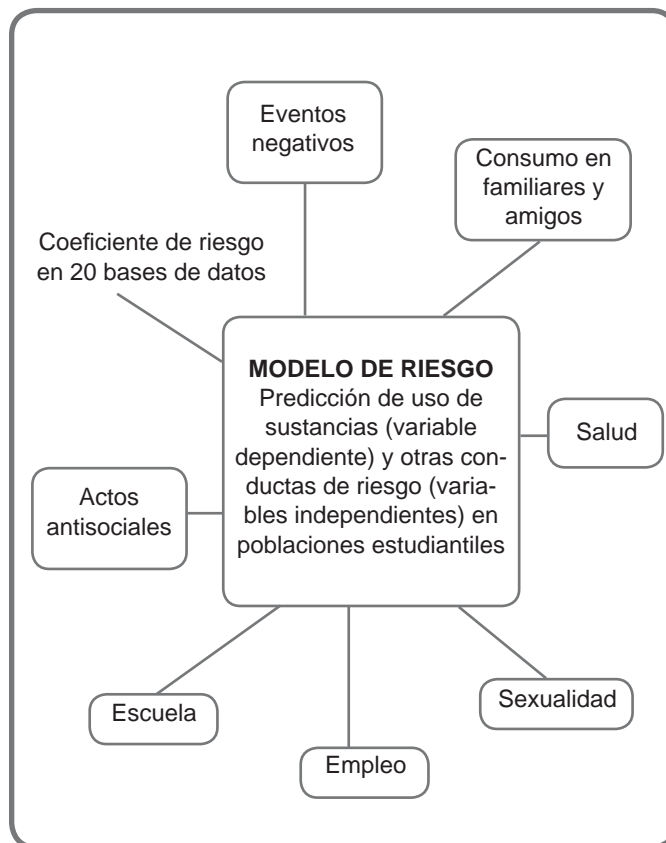 Eventos
negativos
Consumo en
familiares y
amigos
Coeficiente de riesgo
en 20 bases de datos
MODELO DE RIESGO
Predicción de uso de
sustancias (variable
dependiente) y otras con-
ductas de riesgo (varia-
bles independientes) en
poblaciones estudiantiles
Salud
Actos
antisociales
Escuela
Empleo
Sexualidad